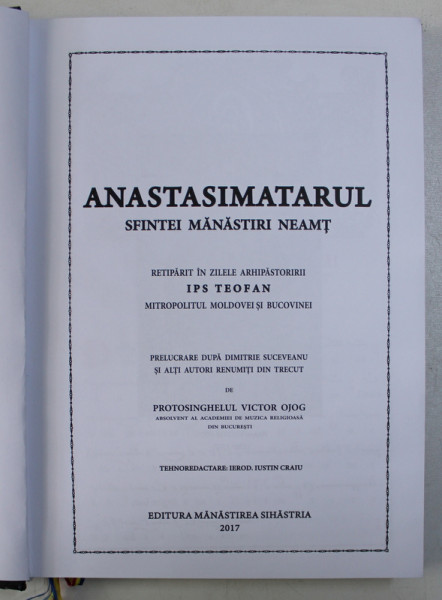 ANASTASIMATARUL
SFINTEI MĂNĂSTIRI NEAMȚ
RETIPĂRIT ÎN ZILELE ARHIPĂSTORIRII
IPS TEOFAN
MITROPOLITUL MOLDOVEI ȘI BUCOVINEI
PRELUCRARE DUPĂ DIMITRIE SUCEVEANU
ȘI ALȚI AUTORI RENUMIȚI DIN TRECUT
DE
PROTOSINGHELUL VICTOR OJOG
ABSOLVENT AL ACADEMIEI DE MUZICA RELIGIOASĂ
DIN BUCUREȘTI
TEHNOREDACTARE: IEROD. IUSTIN CRAIU
EDITURA MĂNĂSTIREA SIHĂSTRIA
2017